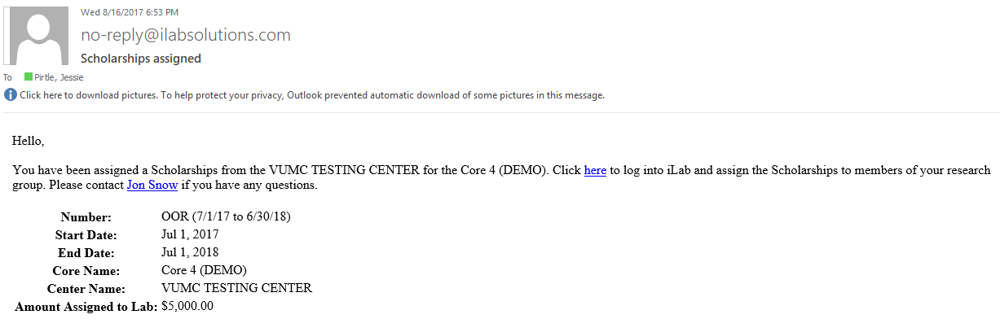 Wed 8/16/2017 6:53 PM
no-reply@ilabsolutions.com
Scholarships assigned
To Pirtle, Jessie
Click here to download pictures. To help protect your privacy, Outlook prevented automatic download of some pictures in this message.
Hello,
You have been assigned a Scholarships from the VUMC TESTING CENTER for the Core 4 (DEMO). Click here to log into iLab and assign the Scholarships to members of your research
group. Please contact Jon Snow if you have any questions.
Number: OOR (7/1/17 to 6/30/18)
Start Date: Jul 1, 2017
End Date: Jul 1, 2018
Core Name: Core 4 (DEMO)
Center Name: VUMC TESTING CENTER
Amount Assigned to Lab: $5,000.00